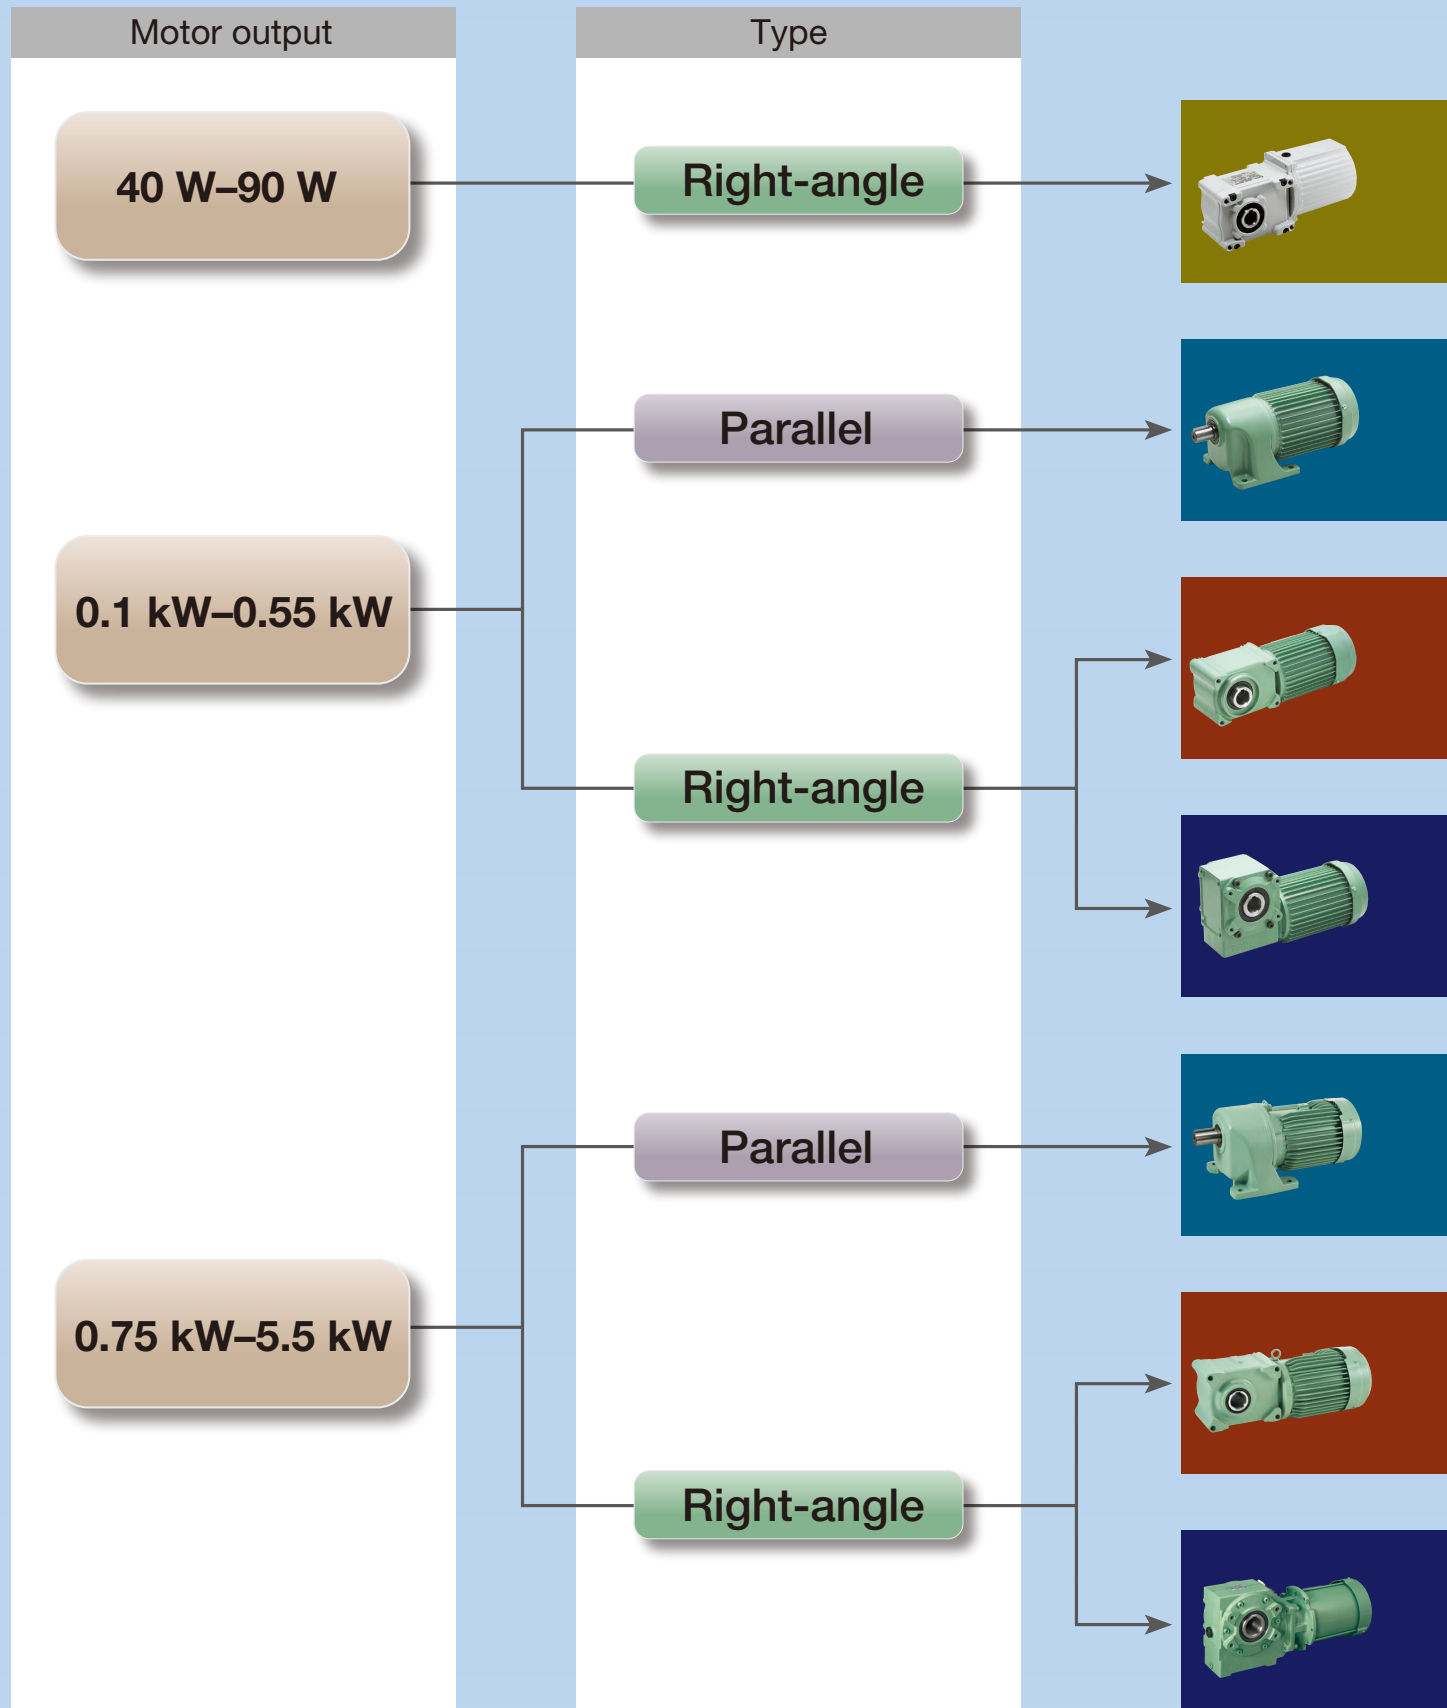 Motor output
Type
40 W–90 W
Right-angle
Parallel
0.1 kW–0.55 kW
Right-angle
Parallel
0.75 kW–5.5 kW
Right-angle